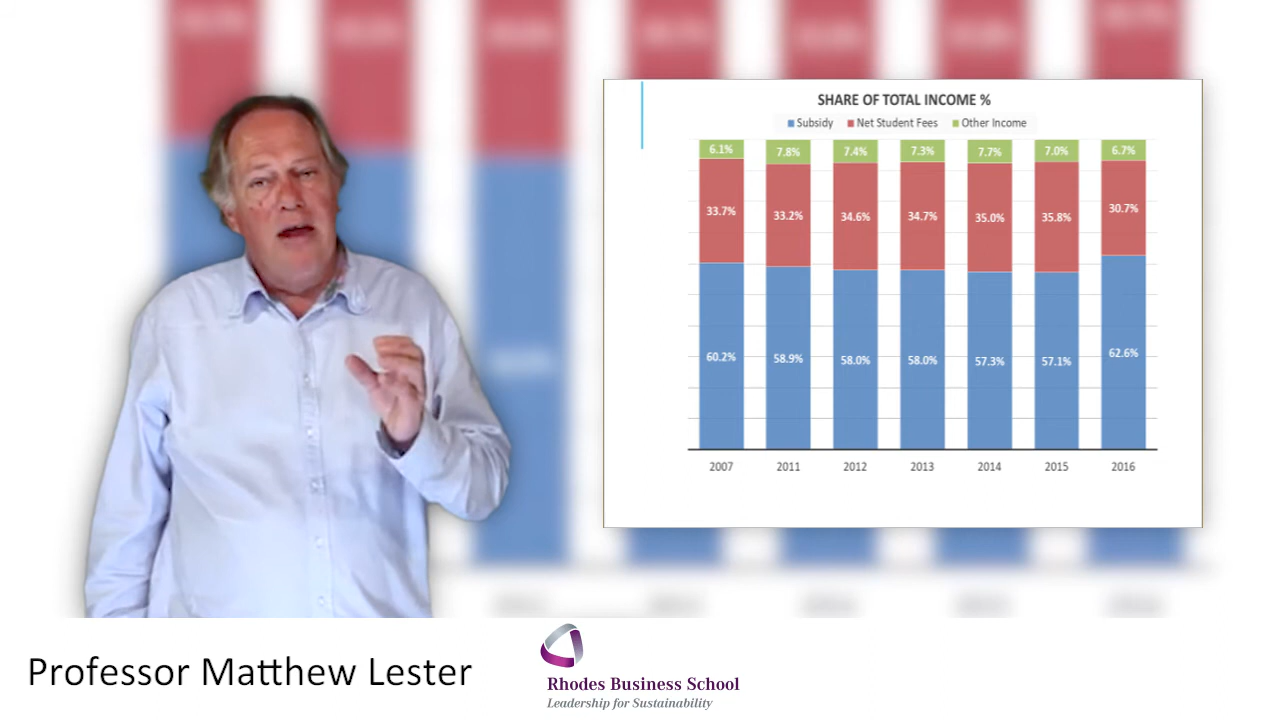 SHARE OF TOTAL INCOME %
Subsidy Net Student Fees Other Income
6.1% 7.8% 7.4% 7.3% 7.7% 7.0% 6.7%
33.7% 33.2% 34.6% 34.7% 35.0% 35.8% 30.7%
60.2% 58.9% 58.0% 58.0% 57.3% 57.1% 62.6%
2007 2011 2012 2013 2014 2015 2016
Professor Matthew Lester
Rhodes Business School
Leadership for Sustainability